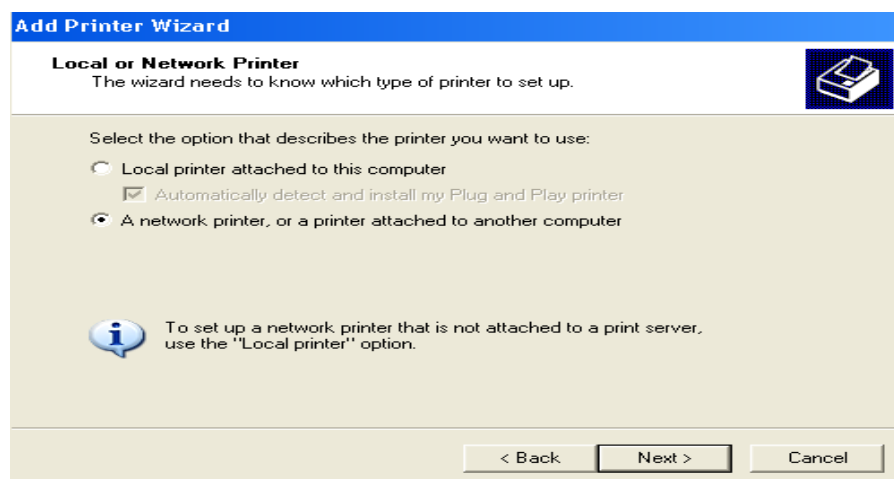 Add Printer Wizard
Local or Network Printer
The wizard needs to know which type of printer to set up.
Select the option that describes the printer you want to use:
Local printer attached to this computer
Automatically detect and install my Plug and Play printer
A network printer, or a printer attached to another computer
To set up a network printer that is not attached to a print server,
use the "Local printer" option.
< Back Next > Cancel